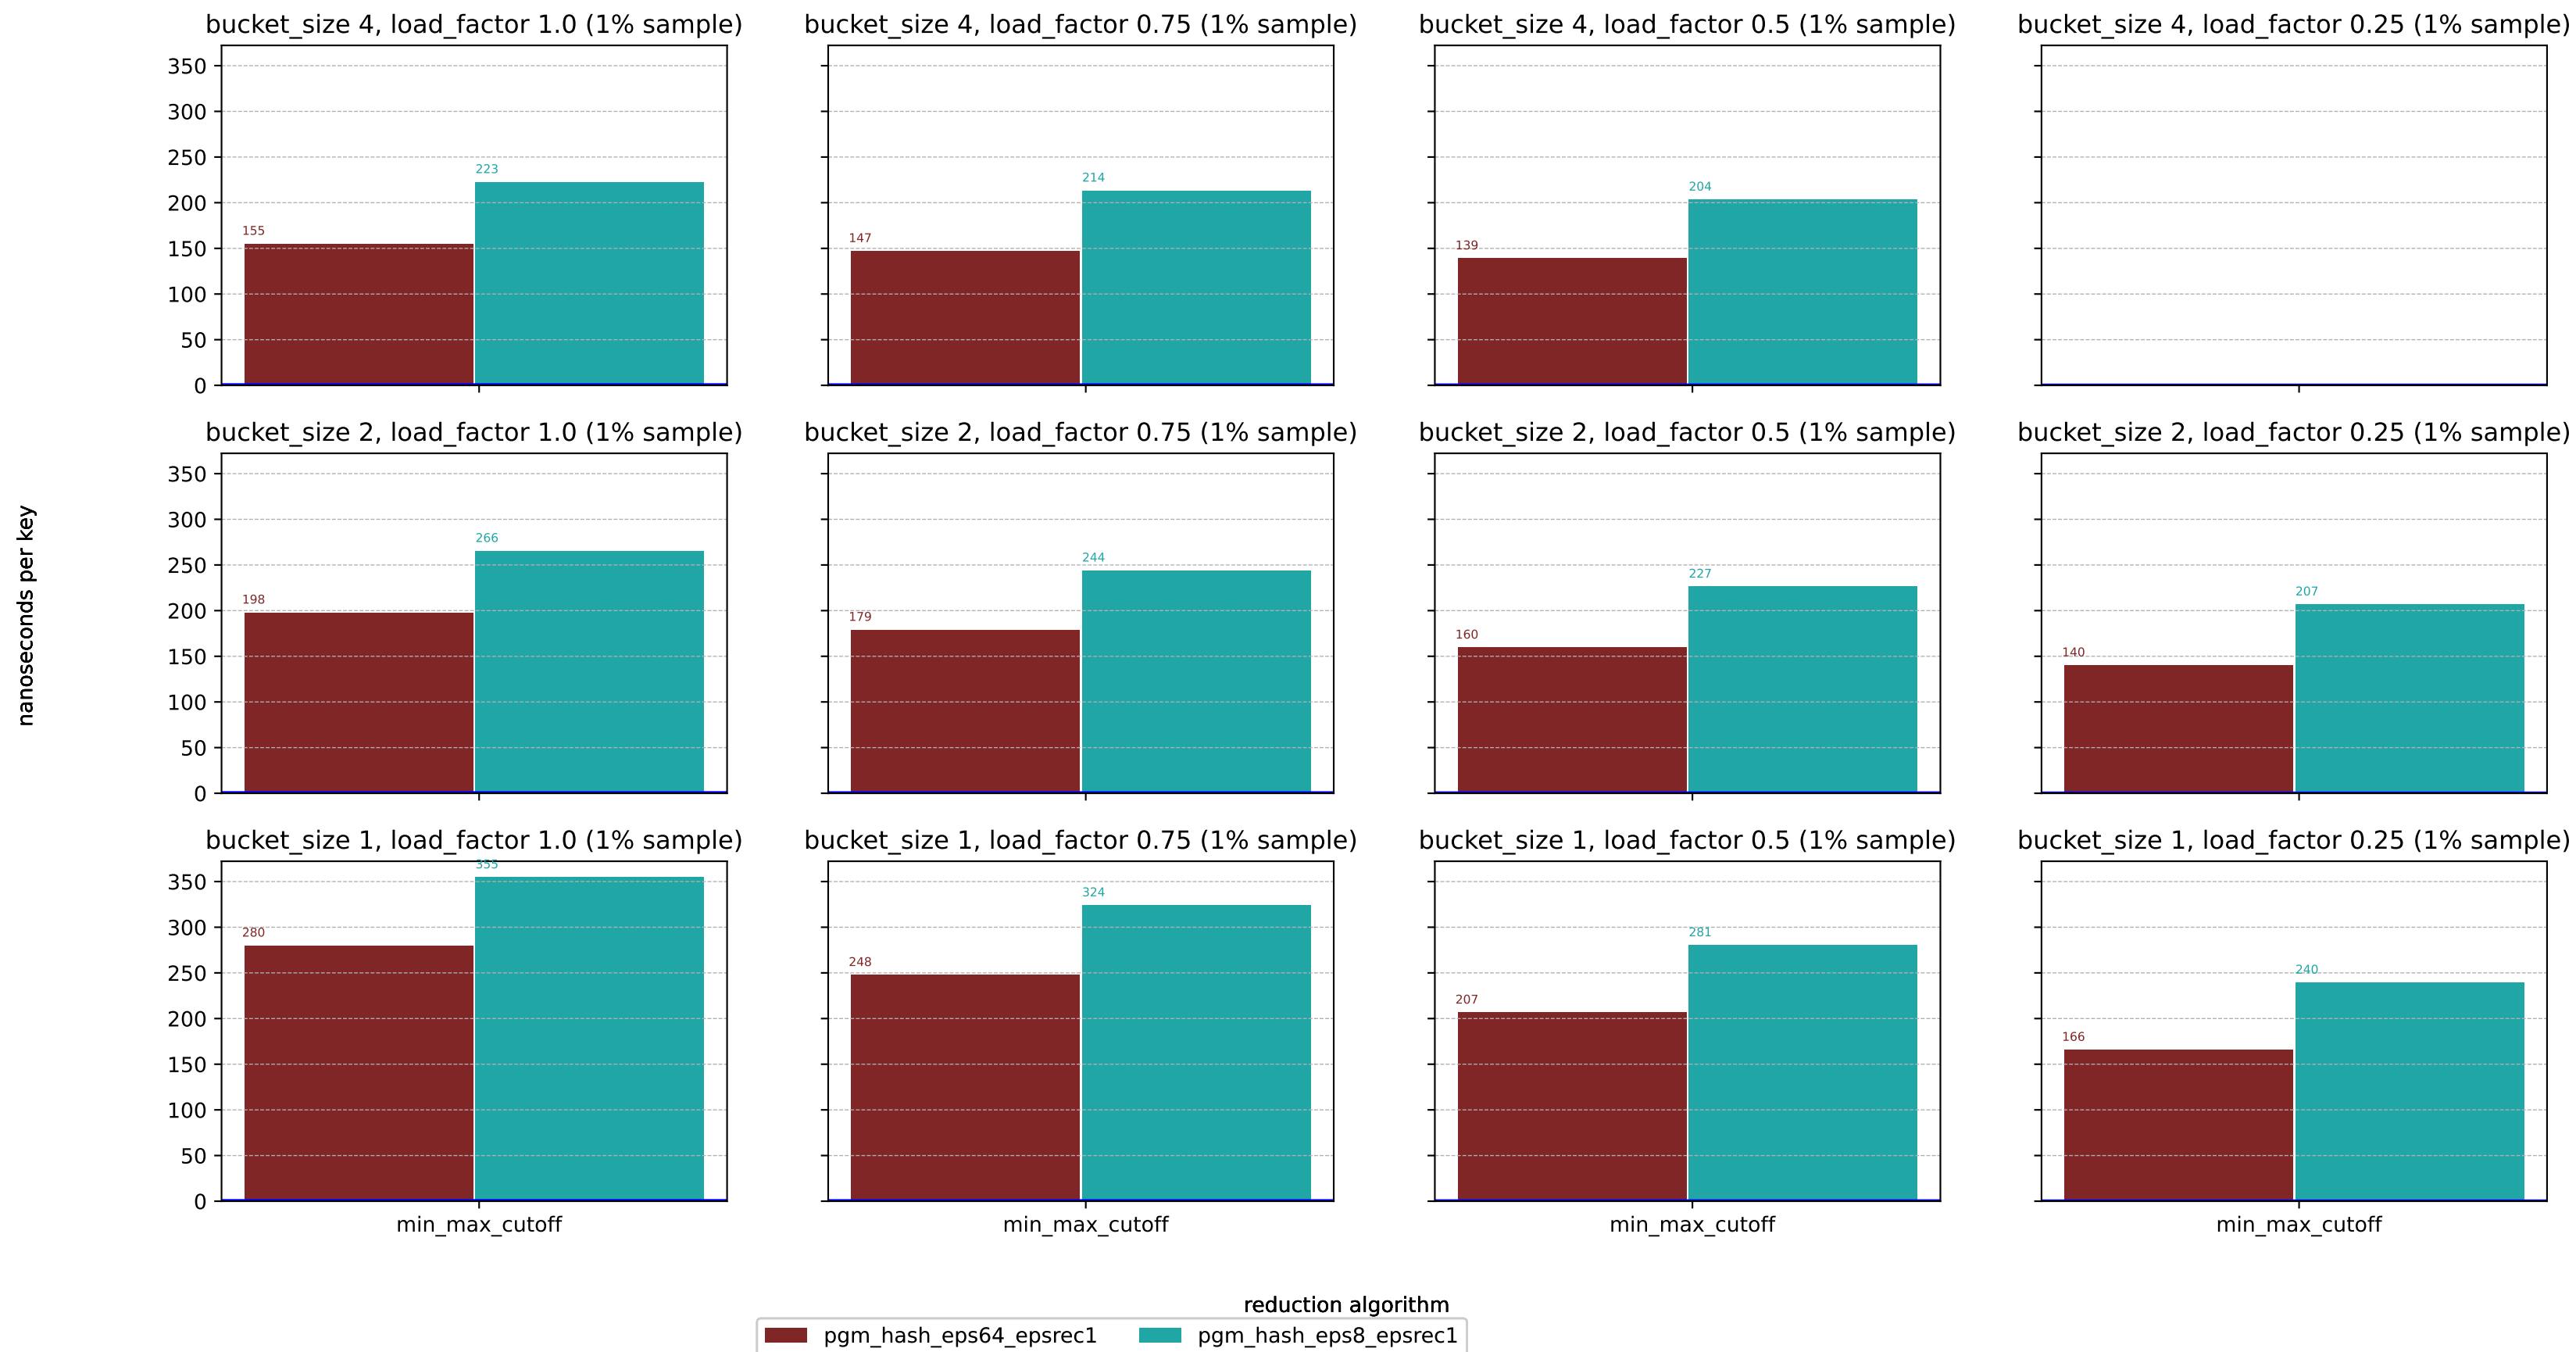 bucket_size 4, load_factor 1.0 (1% sample)
350
300
250
200
150
100
50
0
155
223
bucket_size 4, load_factor 0.75 (1% sample)
147
214
bucket_size 4, load_factor 0.5 (1% sample)
139
204
bucket_size 4, load_factor 0.25 (1% sample)
nanoseconds per key
bucket_size 2, load_factor 1.0 (1% sample)
350
300
250
200
150
100
50
0
198
266
bucket_size 2, load_factor 0.75 (1% sample)
179
244
bucket_size 2, load_factor 0.5 (1% sample)
160
227
bucket_size 2, load_factor 0.25 (1% sample)
140
207
bucket_size 1, load_factor 1.0 (1% sample)
350
300
250
200
150
100
50
0
280
355
min_max_cutoff
bucket_size 1, load_factor 0.75 (1% sample)
248
324
min_max_cutoff
bucket_size 1, load_factor 0.5 (1% sample)
207
281
min_max_cutoff
bucket_size 1, load_factor 0.25 (1% sample)
166
240
min_max_cutoff
reduction algorithm
pgm_hash_eps64_epsrec1
pgm_hash_eps8_epsrec1